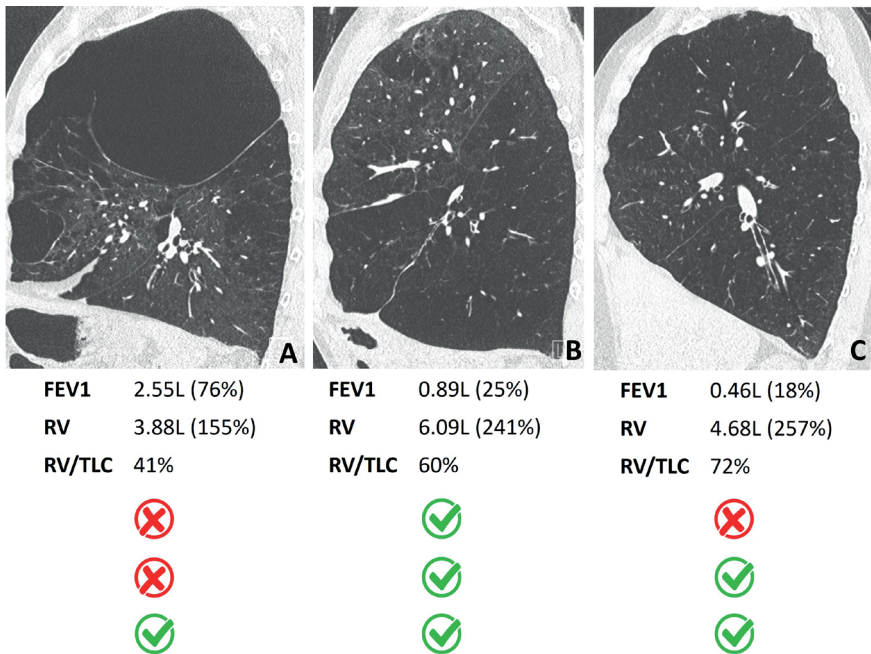 A
B
C
FEV1 2.55L (76%)
RV 3.88L (155%)
RV/TLC 41%
FEV1 0.89L (25%)
RV 6.09L (241%)
RV/TLC 60%
FEV1 0.46L (18%)
RV 4.68L (257%)
RV/TLC 72%